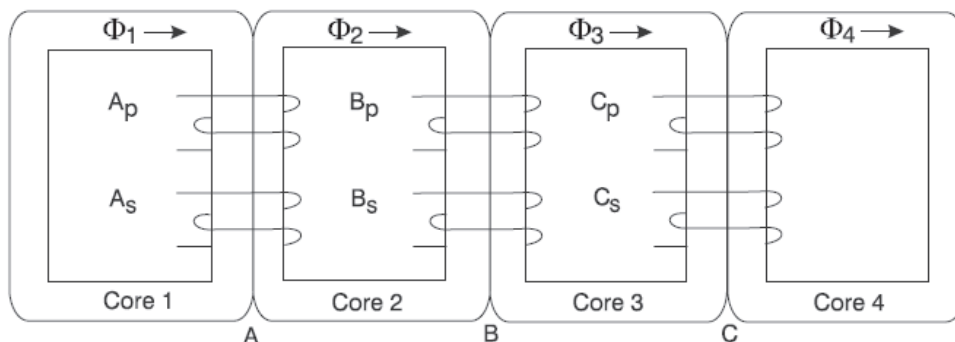 Φ1 → Φ2 → Φ3 → Φ4 →
Ap Bp Cp
As Bs Cs
Core 1 Core 2 Core 3 Core 4
A B C